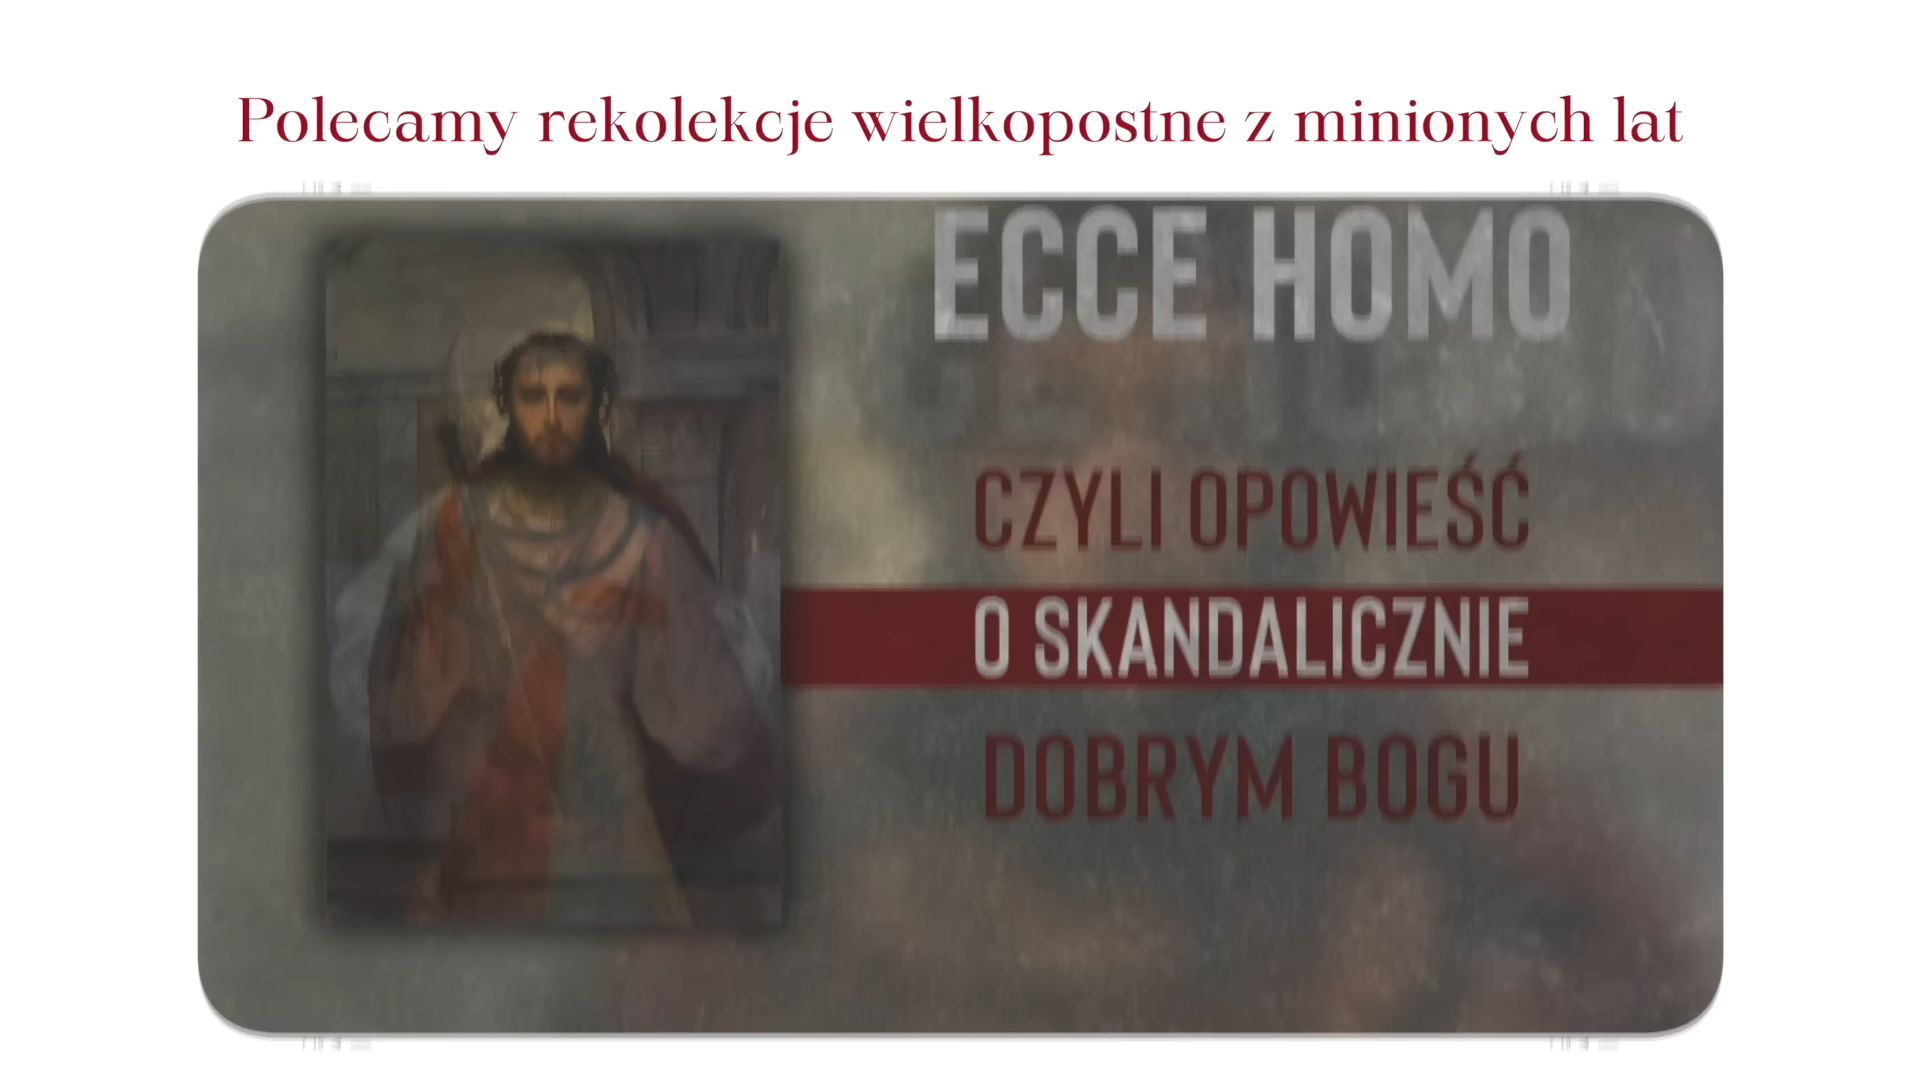 Polecamy rekolekcje wielkopostne z minionych lat
ECCE HOMO
CZYLI OPOWIEŚĆ
O SKANDALICZNIE
DOBRYM BOGU